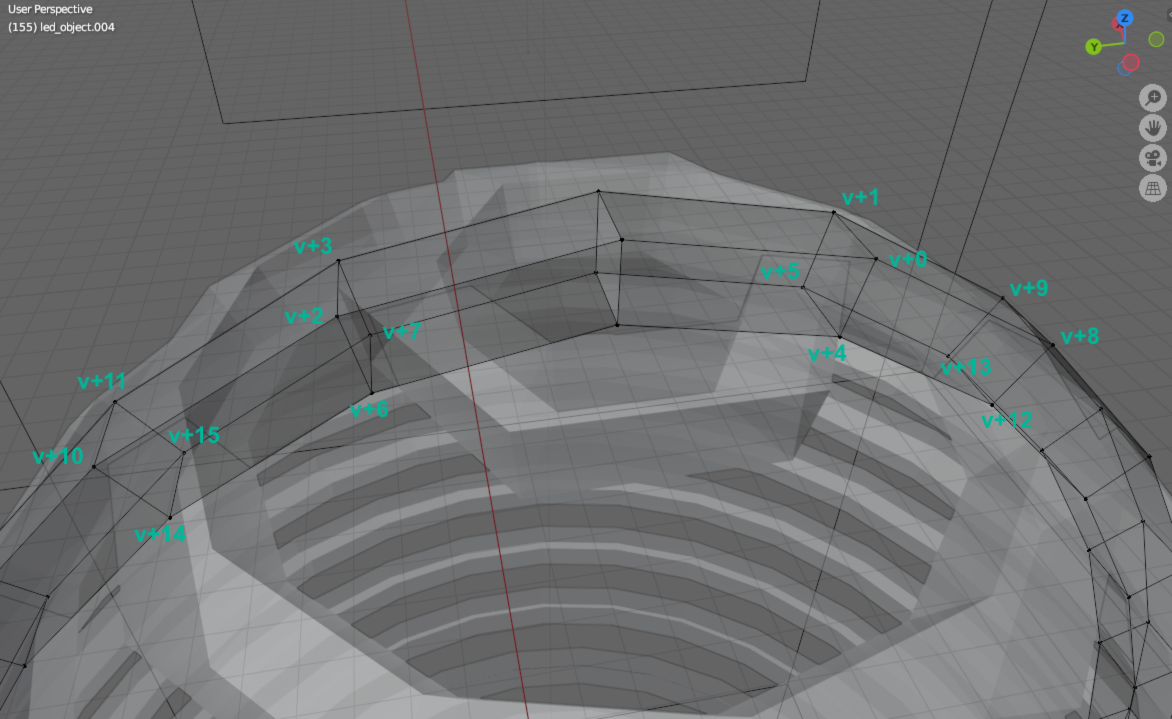 User Perspective
(155) led_object.004
Z
Y
v+1
v+3
v+0
v+5
v+9
v+2
v+7
v+8
v+4
v+13
v+11
v+6
v+12
v+15
v+10
v+14